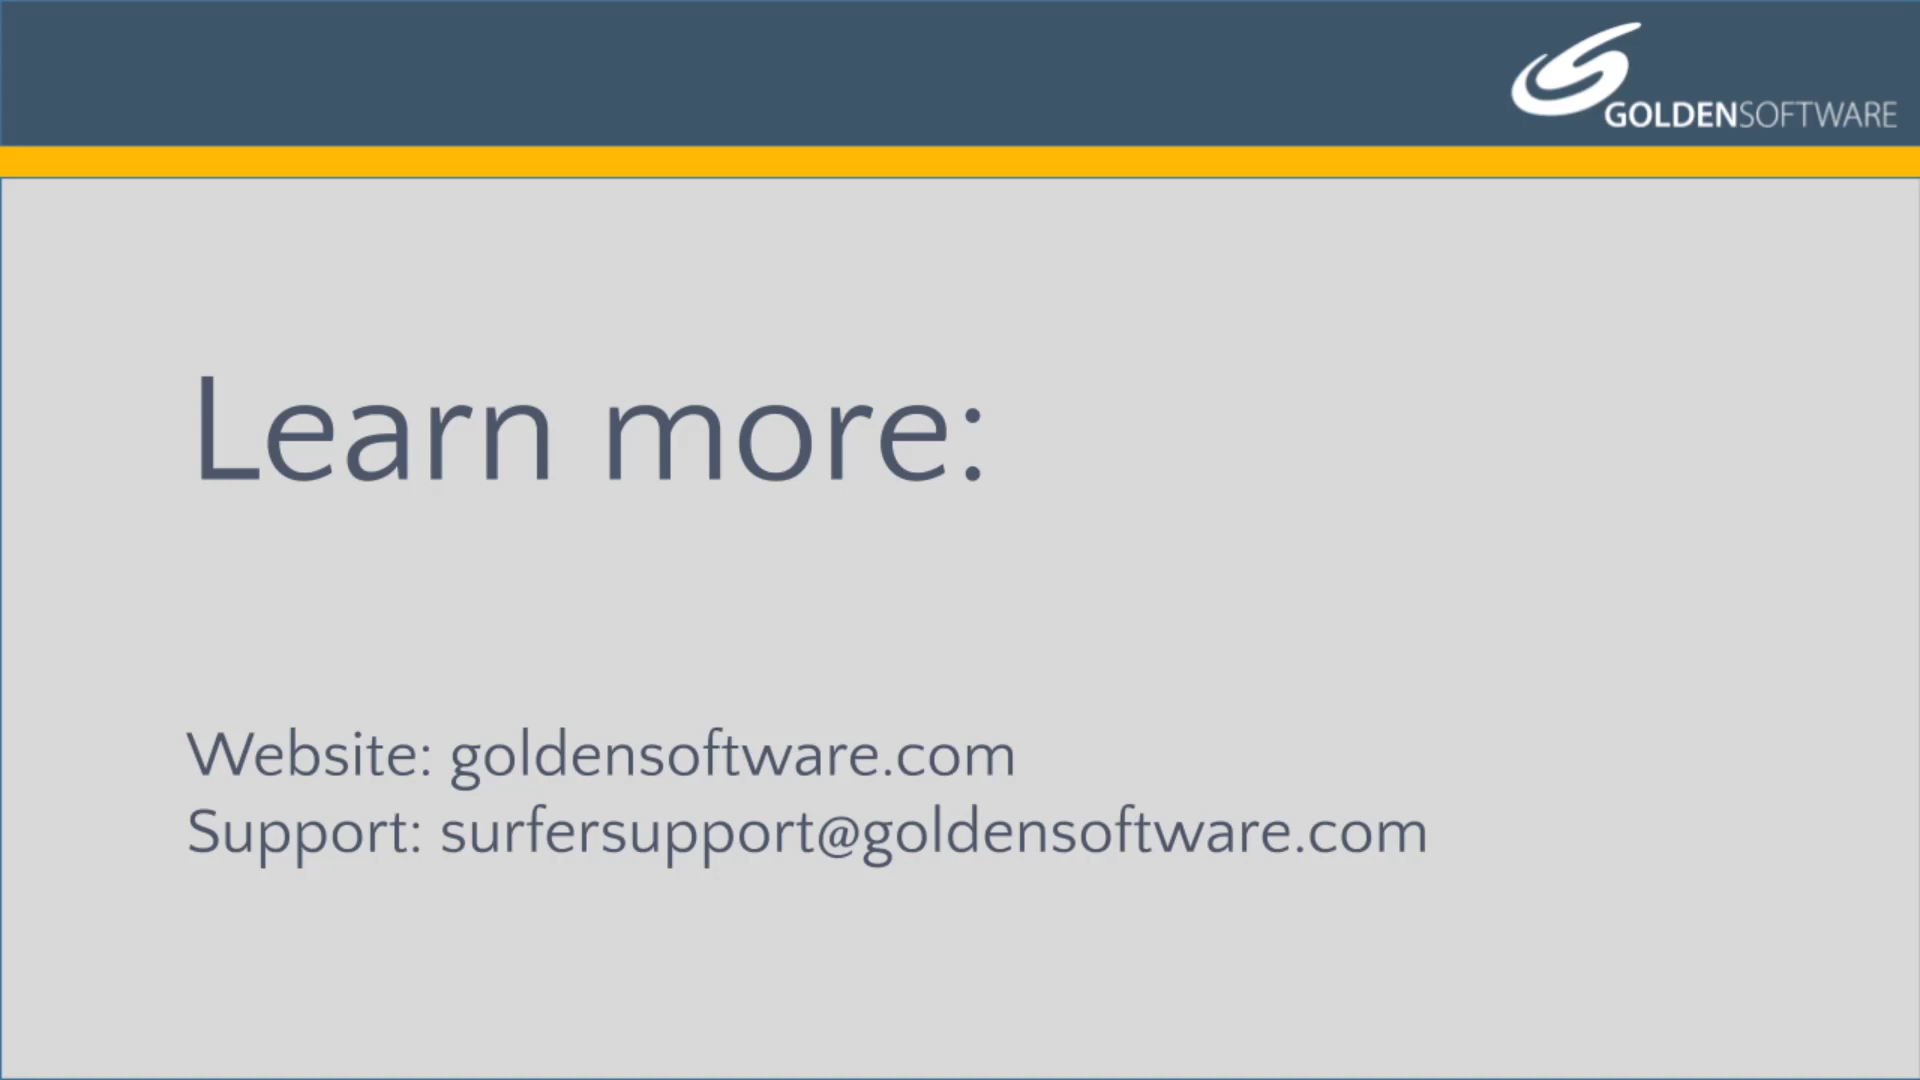 GOLDENSOFTWARE
Learn more:
Website: goldensoftware.com
Support: surfersupport@goldensoftware.com